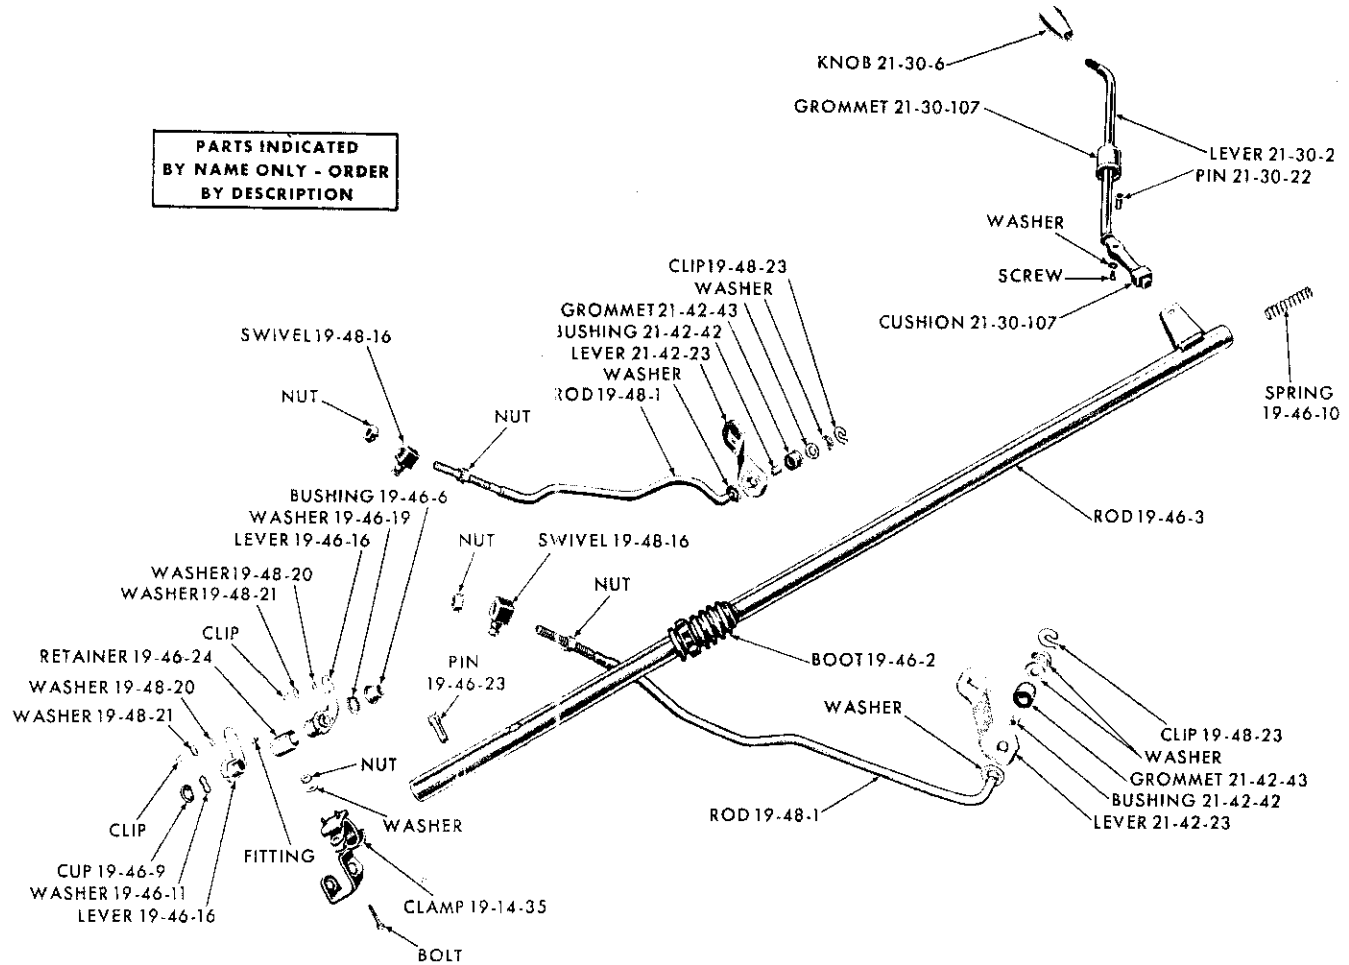 KNOB 21-30-6
GROMMET 21-30-107
PARTS INDICATED
BY NAME ONLY - ORDER
BY DESCRIPTION
LEVER 21-30-2
PIN 21-30-22
WASHER
SCREW
CUSHION 21-30-107
CLIP 19-48-23
WASHER
GROMMET 21-42-43
BUSHING 21-42-42
LEVER 21-42-23
WASHER
ROD 19-48-1
SWIVEL 19-48-16
NUT
NUT
SPRING
19-46-10
BUSHING 19-46-6
WASHER 19-46-19
LEVER 19-46-16
ROD 19-46-3
NUT
SWIVEL 19-48-16
NUT
WASHER 19-48-20
WASHER 19-48-21
CLIP
RETAINER 19-46-24
WASHER 19-48-20
WASHER 19-48-21
PIN
19-46-23
BOOT 19-46-2
WASHER
CLIP 19-48-23
WASHER
GROMMET 21-42-43
BUSHING 21-42-42
LEVER 21-42-23
ROD 19-48-1
NUT
WASHER
CLIP
FITTING
CUP 19-46-9
WASHER 19-46-11
LEVER 19-46-16
CLAMP 19-14-35
BOLT